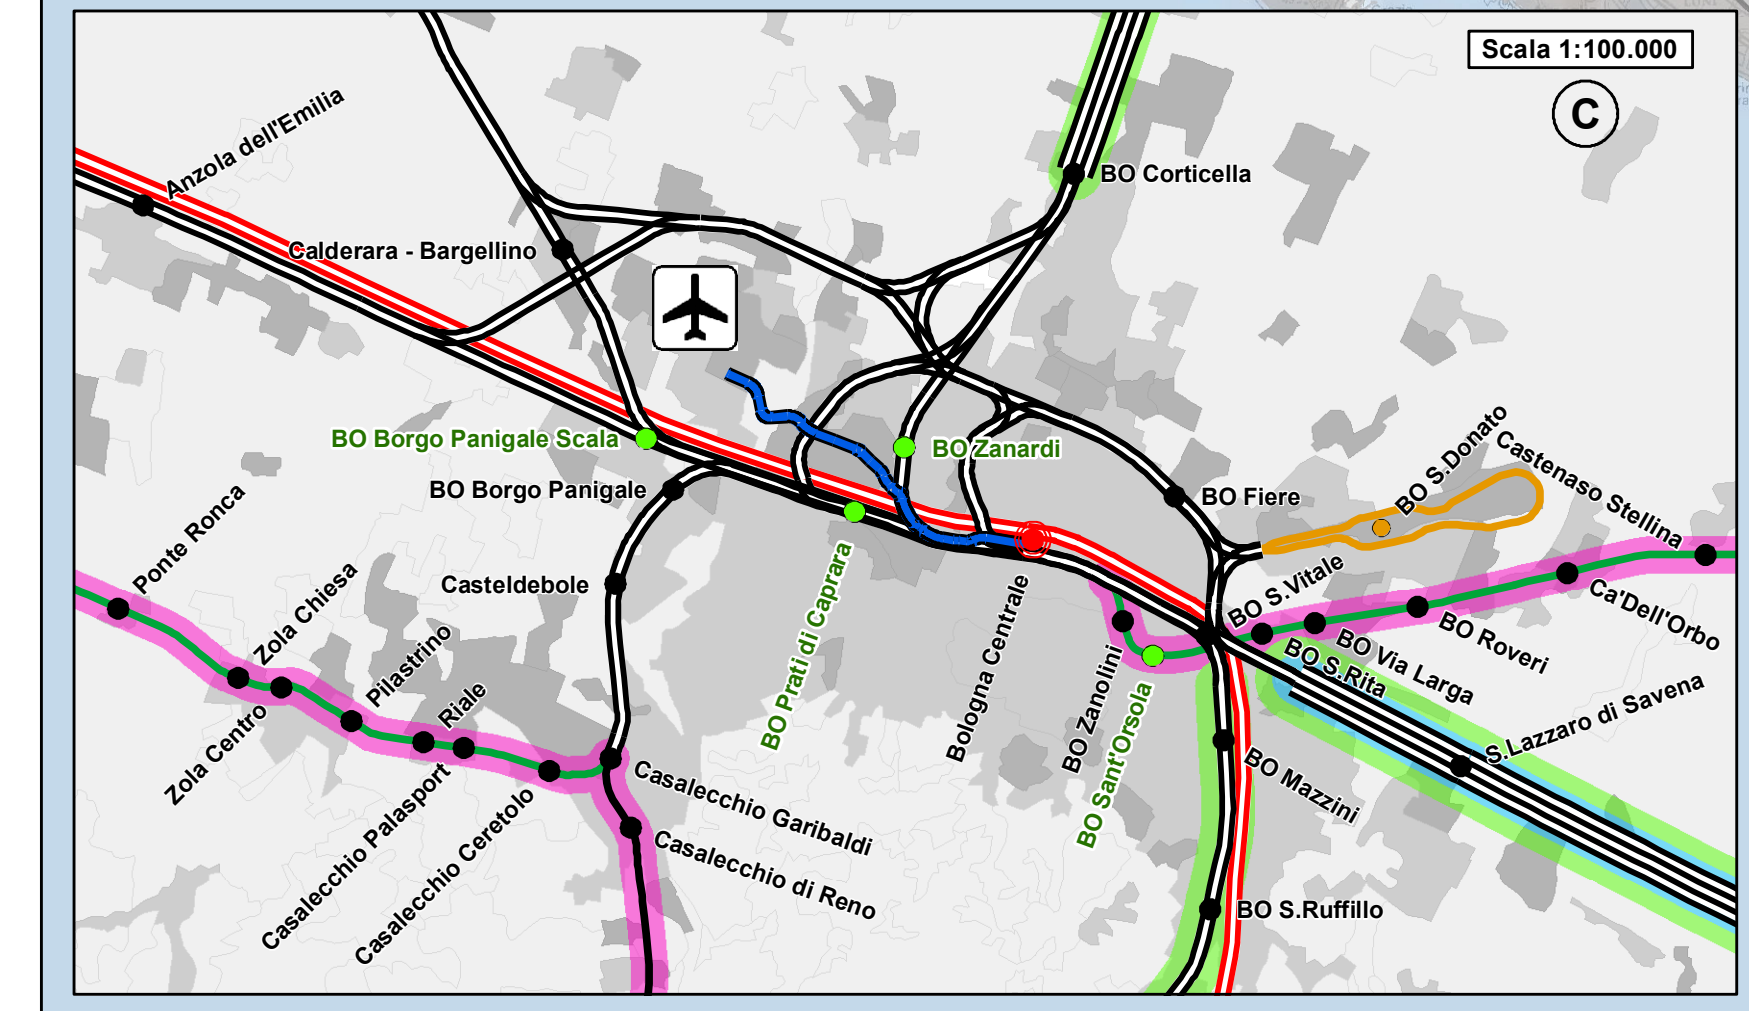 Scala 1:100.000
C
Anzola dell'Emilia
BO Corticella
Calderara - Bargellino
BO Borgo Panigale Scala
BO Zanardi
BO Borgo Panigale
BO Fiere
BO S.Donato
Castenaso Stellina
Ponte Ronca
Zola Chiesa
Casteldebole
BO Prati di Caprara
Bologna Centrale
BO S.Vitale
Ca'Dell'Orbo
BO Roveri
BO Via Larga
BO S.Rita
Pilastrino
Riale
Zola Centro
BO Zanolini
BO Sant'Orsola
S.Lazzaro di Savena
BO Mazzini
Casalecchio Garibaldi
Casalecchio Palasport
Casalecchio Ceretolo
Casalecchio di Reno
BO S.Ruffillo